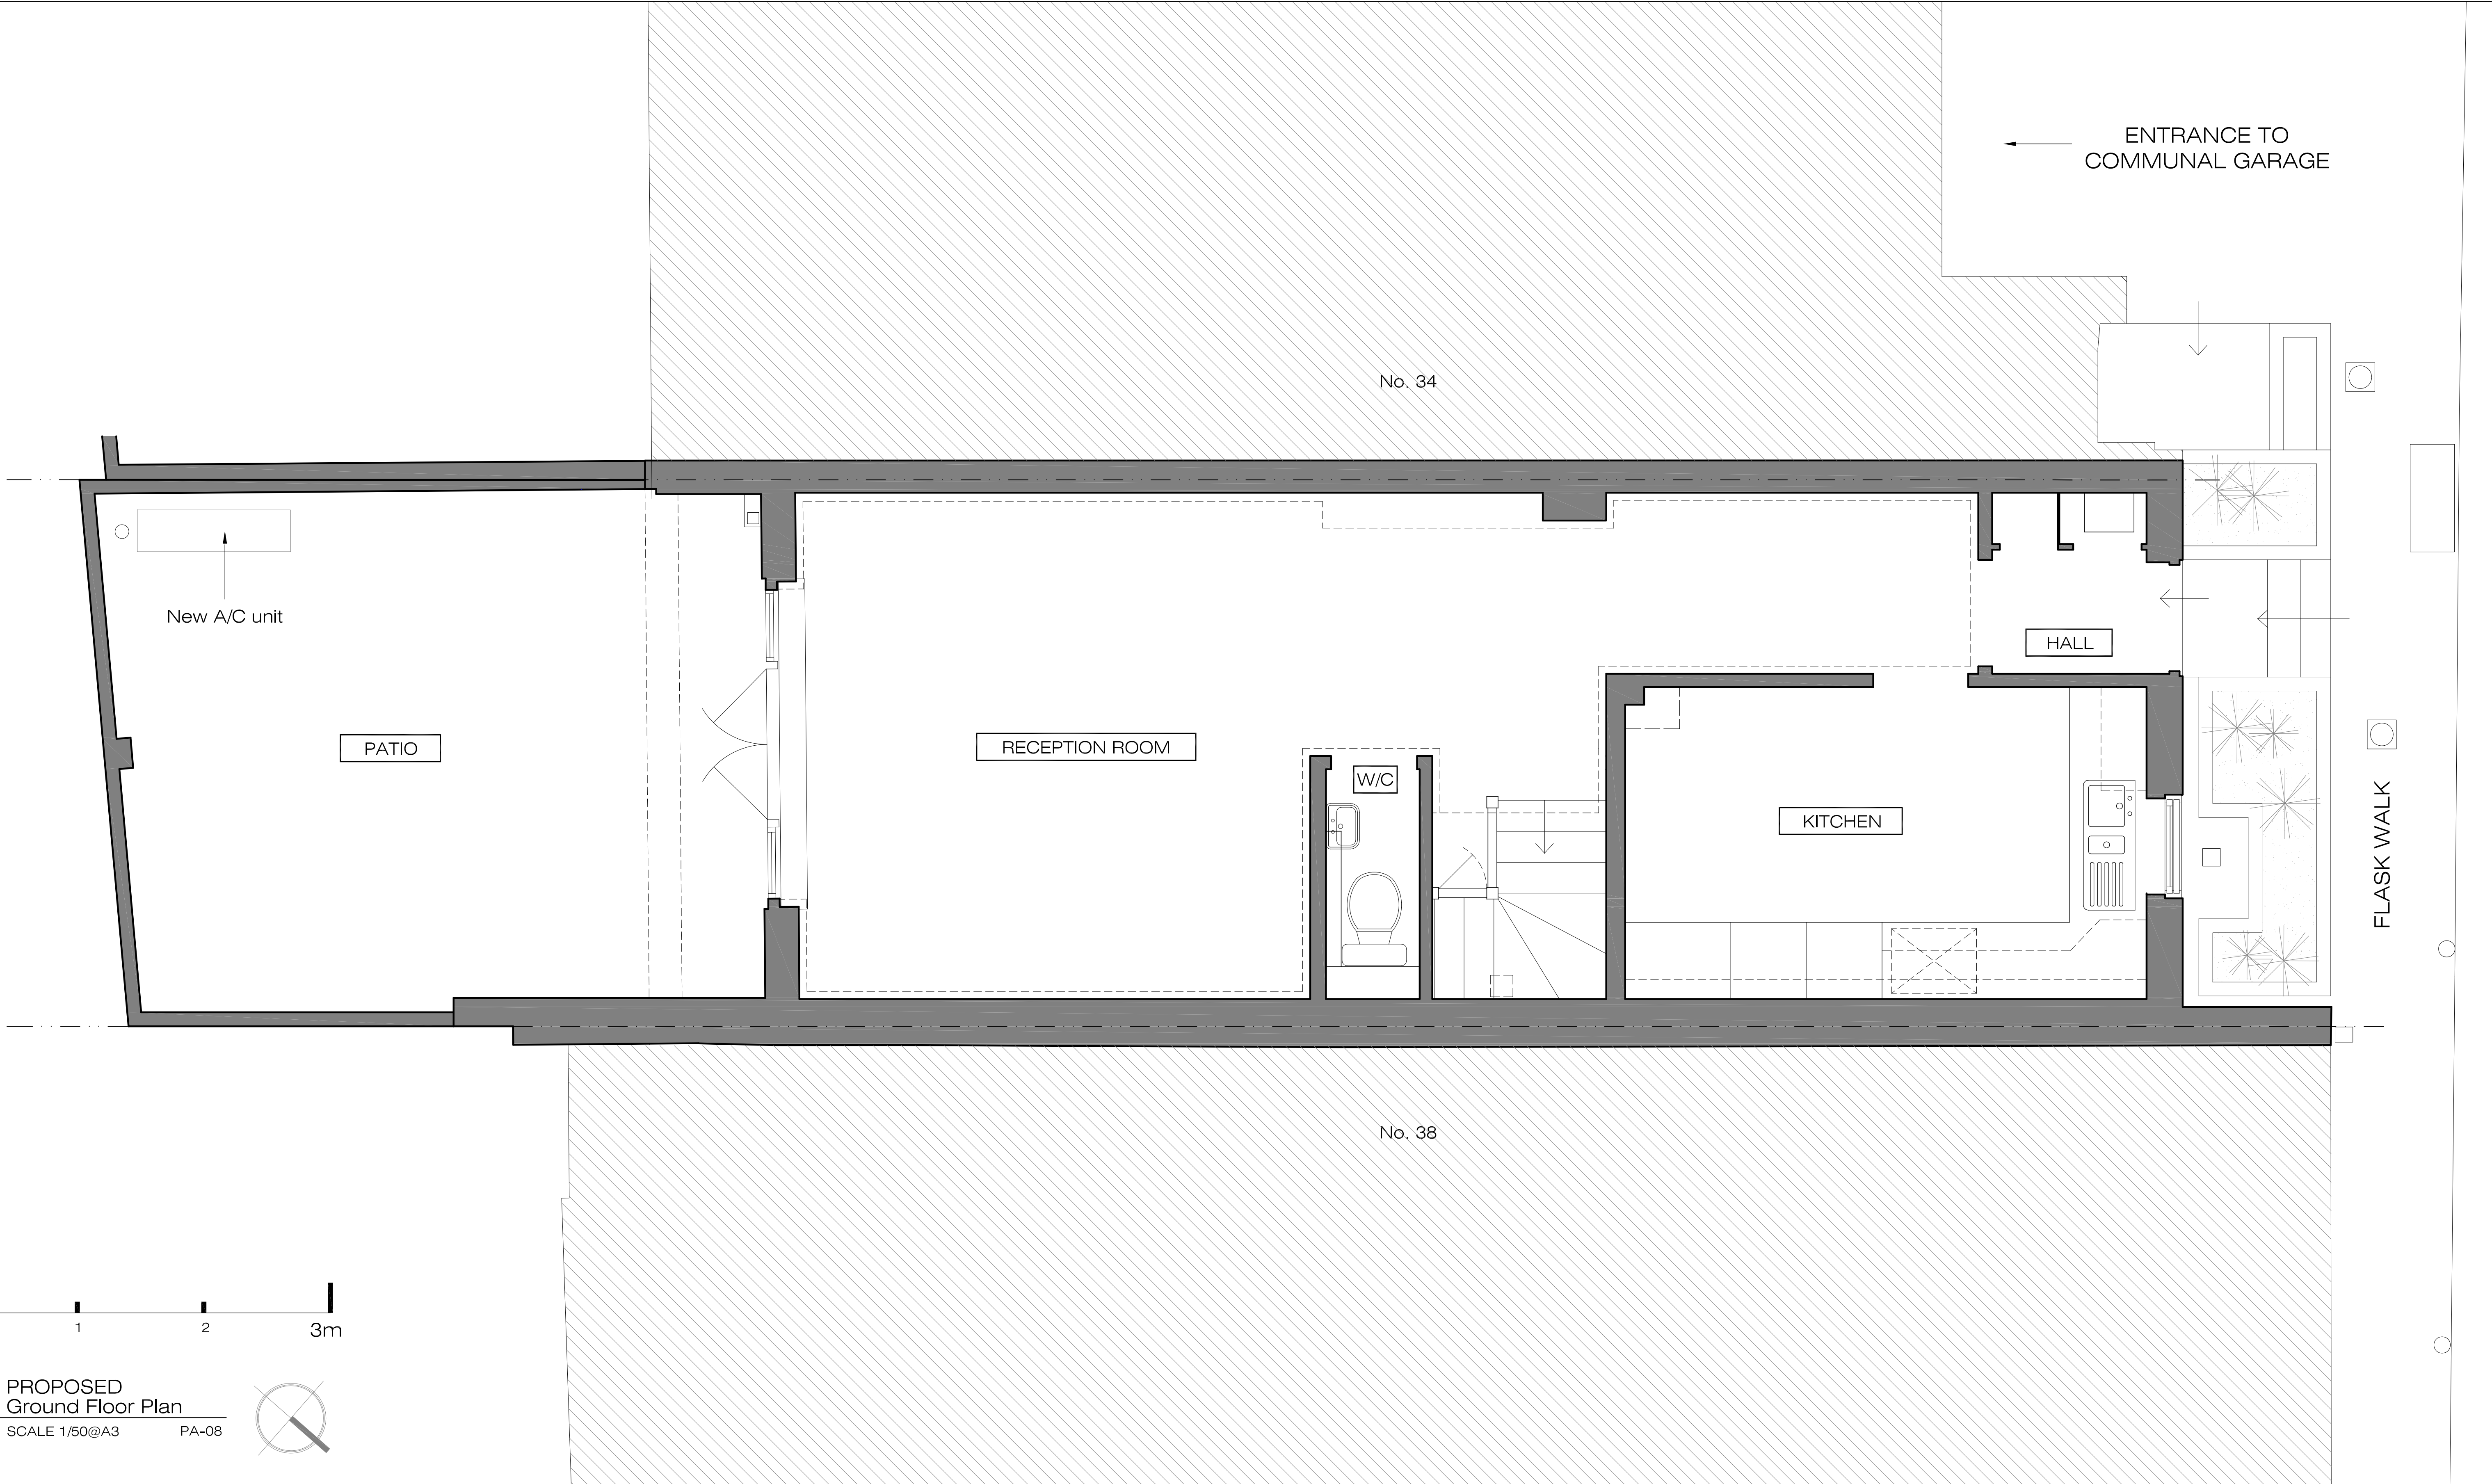 ENTRANCE TO
COMMUNAL GARAGE
No. 34
New A/C unit
HALL
PATIO
RECEPTION ROOM
W/C
KITCHEN
FLASK WALK
No. 38
1
2
3m
PROPOSED
Ground Floor Plan
SCALE 1/50@A3 PA-08